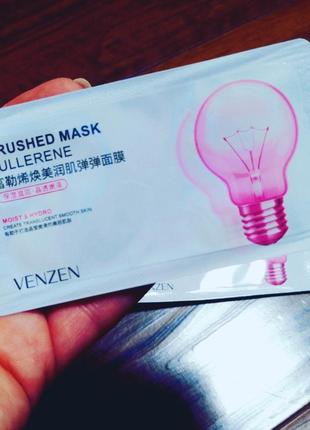 RUSHED MASK
ULLERENE
富勒烯焕美润肌弹弹面膜
MOIST & HYDRO
CREATE TRANSLUCENT SMOOTH SKIN
VENZEN